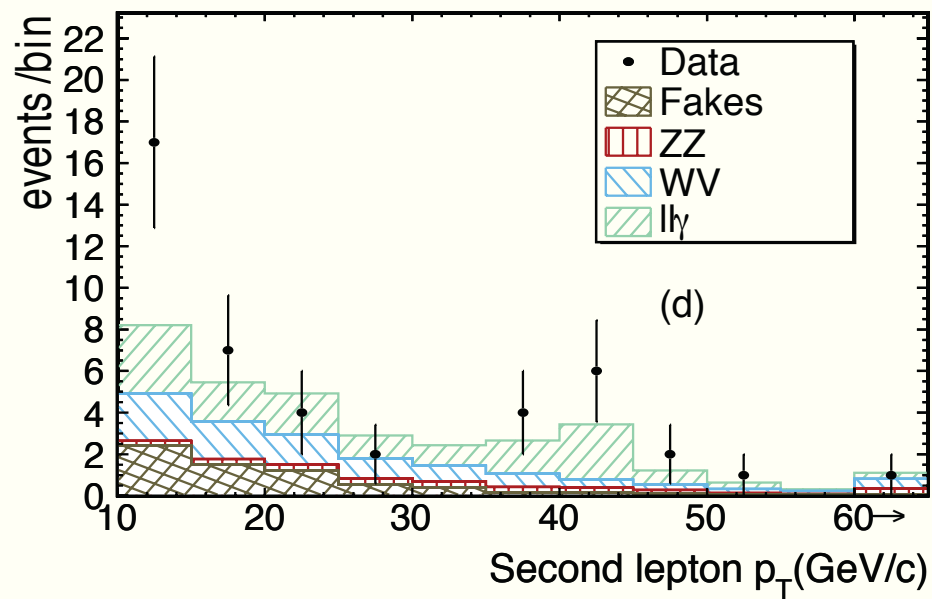 events/bin
22
20
18
16
14
12
10
8
6
4
2
0
Data
Fakes
ZZ
WV
llγ
(d)
10 20 30 40 50 60→
Second lepton p_T(GeV/c)